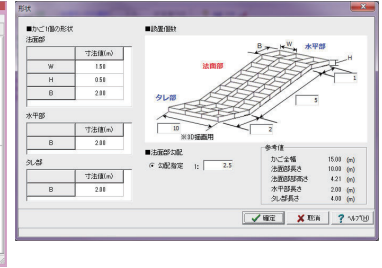 形状
■かご1個の形状
法面部
寸法値(m)
W 1.50
H 0.50
B 2.00
水平部
寸法値(m)
B 2.00
タレ部
寸法値(m)
B 2.00
■設置個数
B W 水平部
法面部 H
1
タレ部
5
10 2
※3D描画用
■法面部勾配
勾配指定 1: 2.5
参考値
かご全幅 15.00 (m)
法面部長さ 10.00 (m)
法面部部高さ 4.21 (m)
水平部長さ 2.00 (m)
タレ部長さ 4.00 (m)
確定 取消 ? ヘルプ(H)